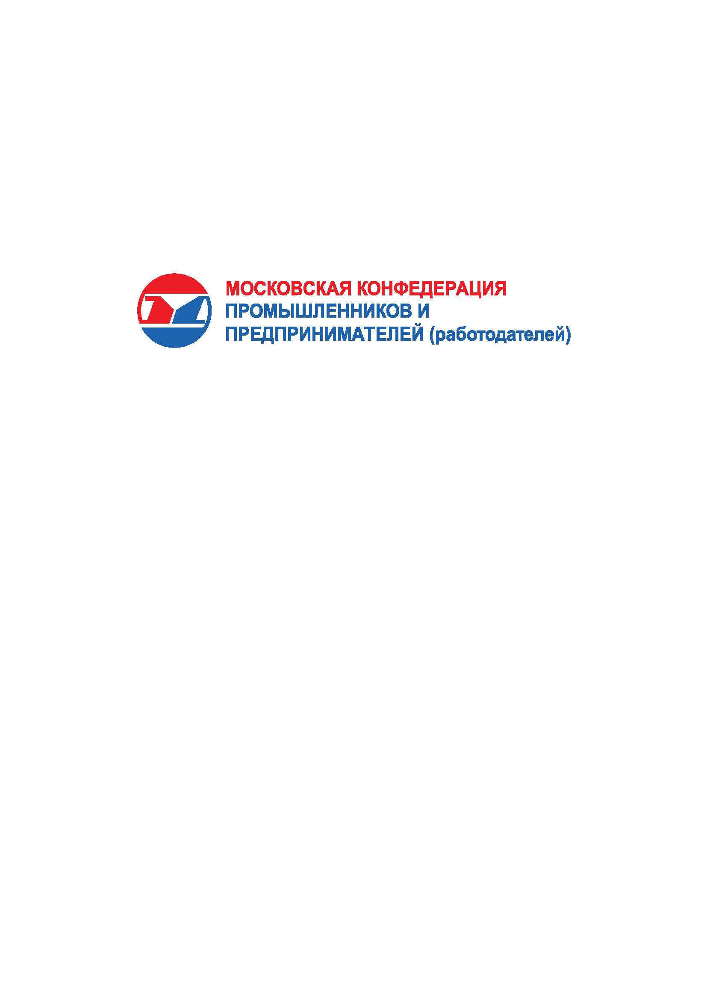 МОСКОВСКАЯ КОНФЕДЕРАЦИЯ
ПРОМЫШЛЕННИКОВ И
ПРЕДПРИНИМАТЕЛЕЙ (работодателей)